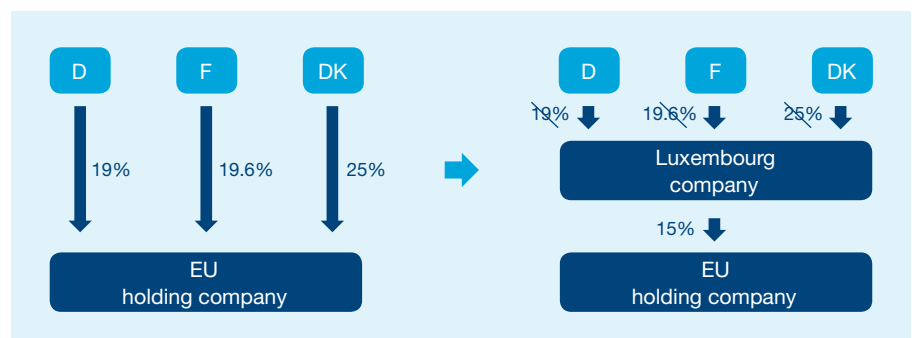 D
F
DK
19%
19.6%
25%
EU
holding company
D
F
DK
19%
19.6%
25%
Luxembourg
company
15%
EU
holding company